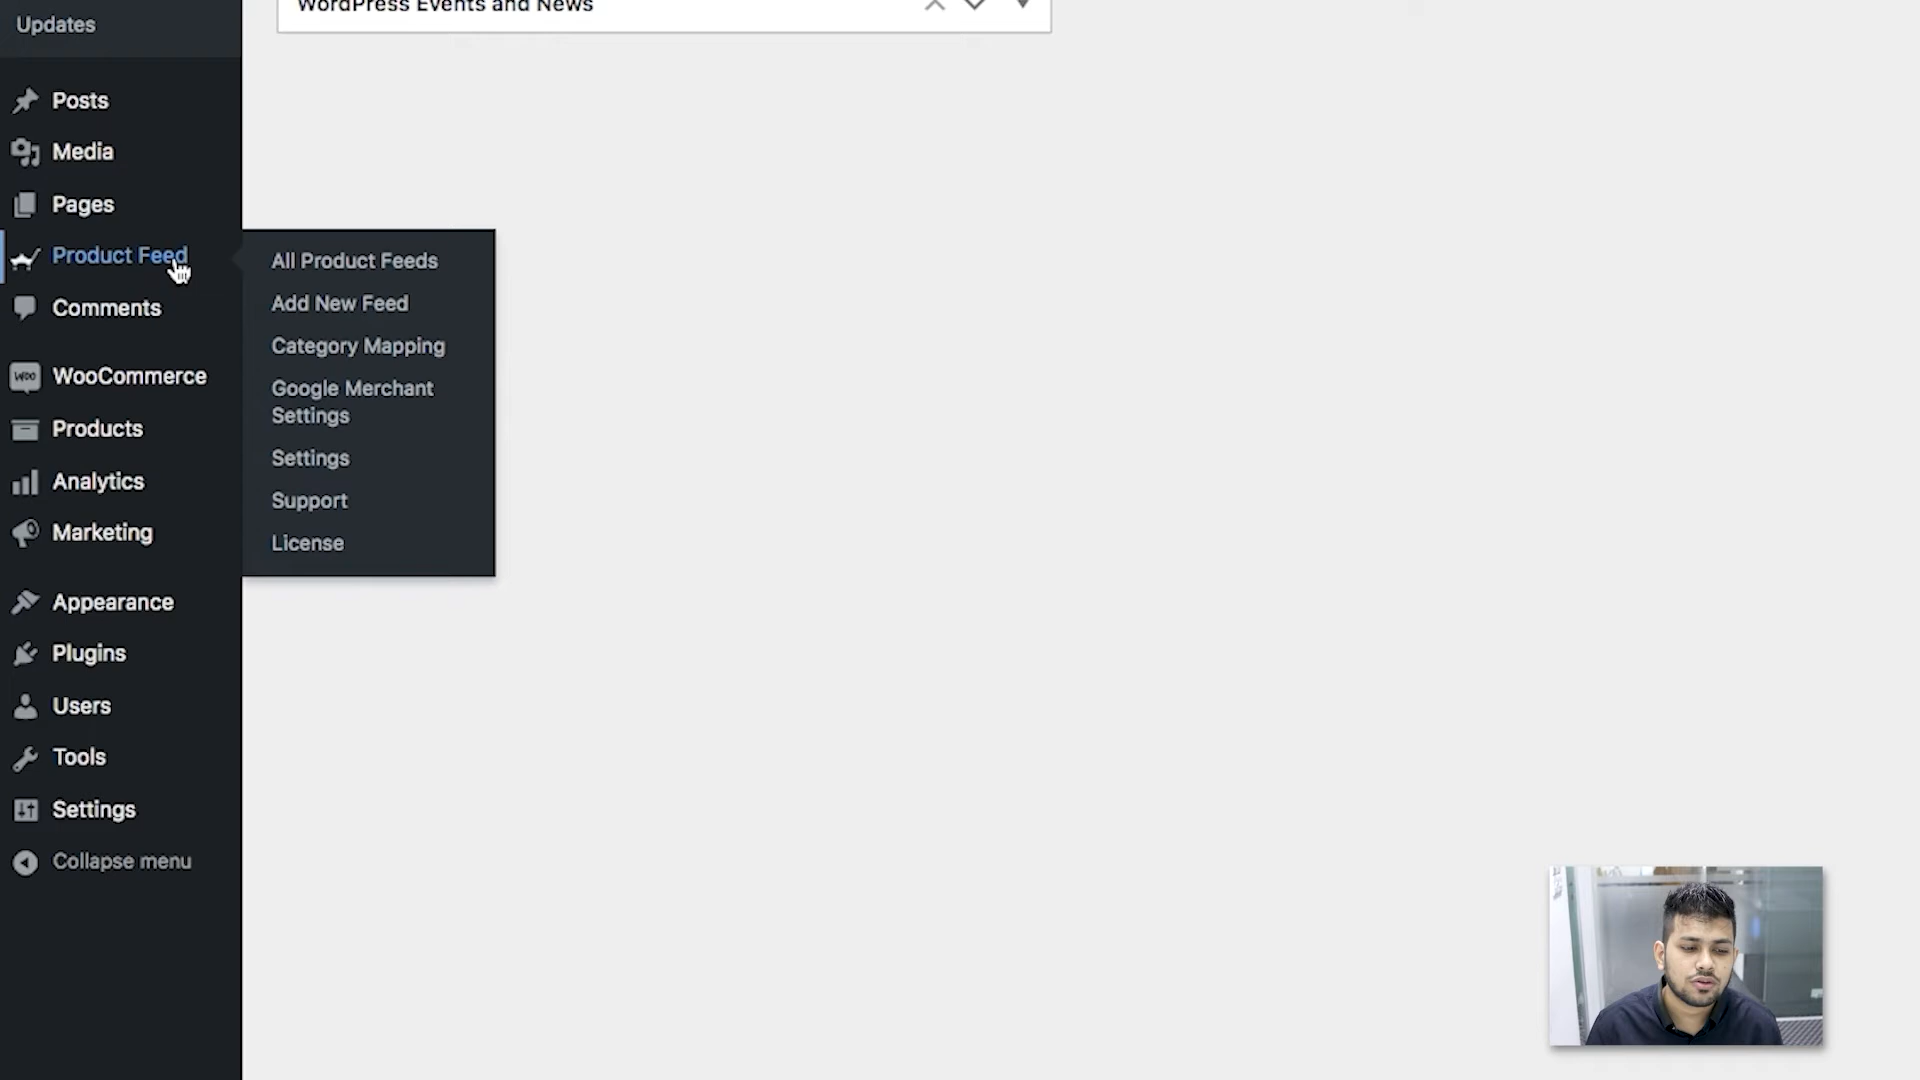 Updates
WordPress Events and News
Posts
Media
Pages
Product Feed
Comments
WOO WooCommerce
Products
Analytics
Marketing
Appearance
Plugins
Users
Tools
Settings
Collapse menu
All Product Feeds
Add New Feed
Category Mapping
Google Merchant
Settings
Settings
Support
License